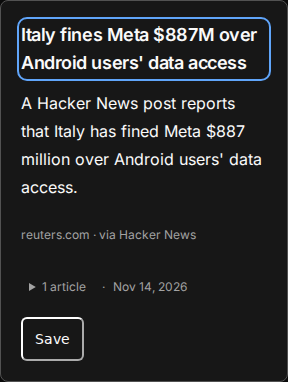 Italy fines Meta $887M over
Android users' data access
A Hacker News post reports
that Italy has fined Meta $887
million over Android users' data
access.
reuters.com · via Hacker News
▶ 1 article · Nov 14, 2026
Save